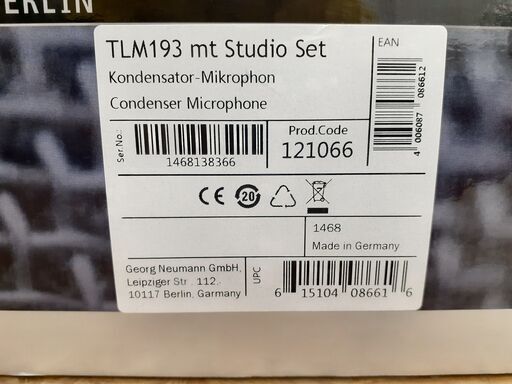 BERLIN
TLM193 mt Studio Set
Kondensator-Mikrophon
Condenser Microphone
EAN
4 006087 086612
Ser.No.:
1468138366
Prod.Code
121066
CE 20
1468
Made in Germany
Georg Neumann GmbH,
Leipziger Str . 112.
10117 Berlin, Garmany
UPC
6 15104 08661 6